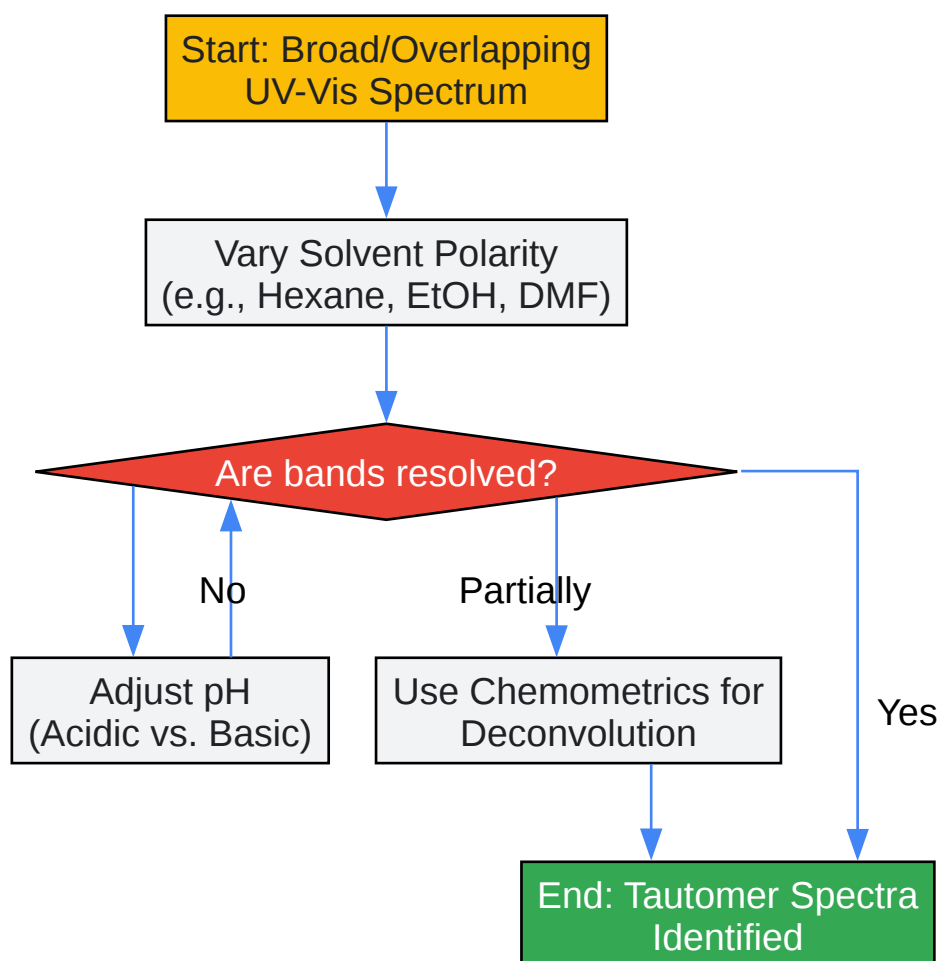 Start: Broad/Overlapping
UV-Vis Spectrum
Vary Solvent Polarity
(e.g., Hexane, EtOH, DMF)
Are bands resolved?
No
Partially
Adjust pH
(Acidic vs. Basic)
Use Chemometrics for
Deconvolution
Yes
End: Tautomer Spectra
Identified